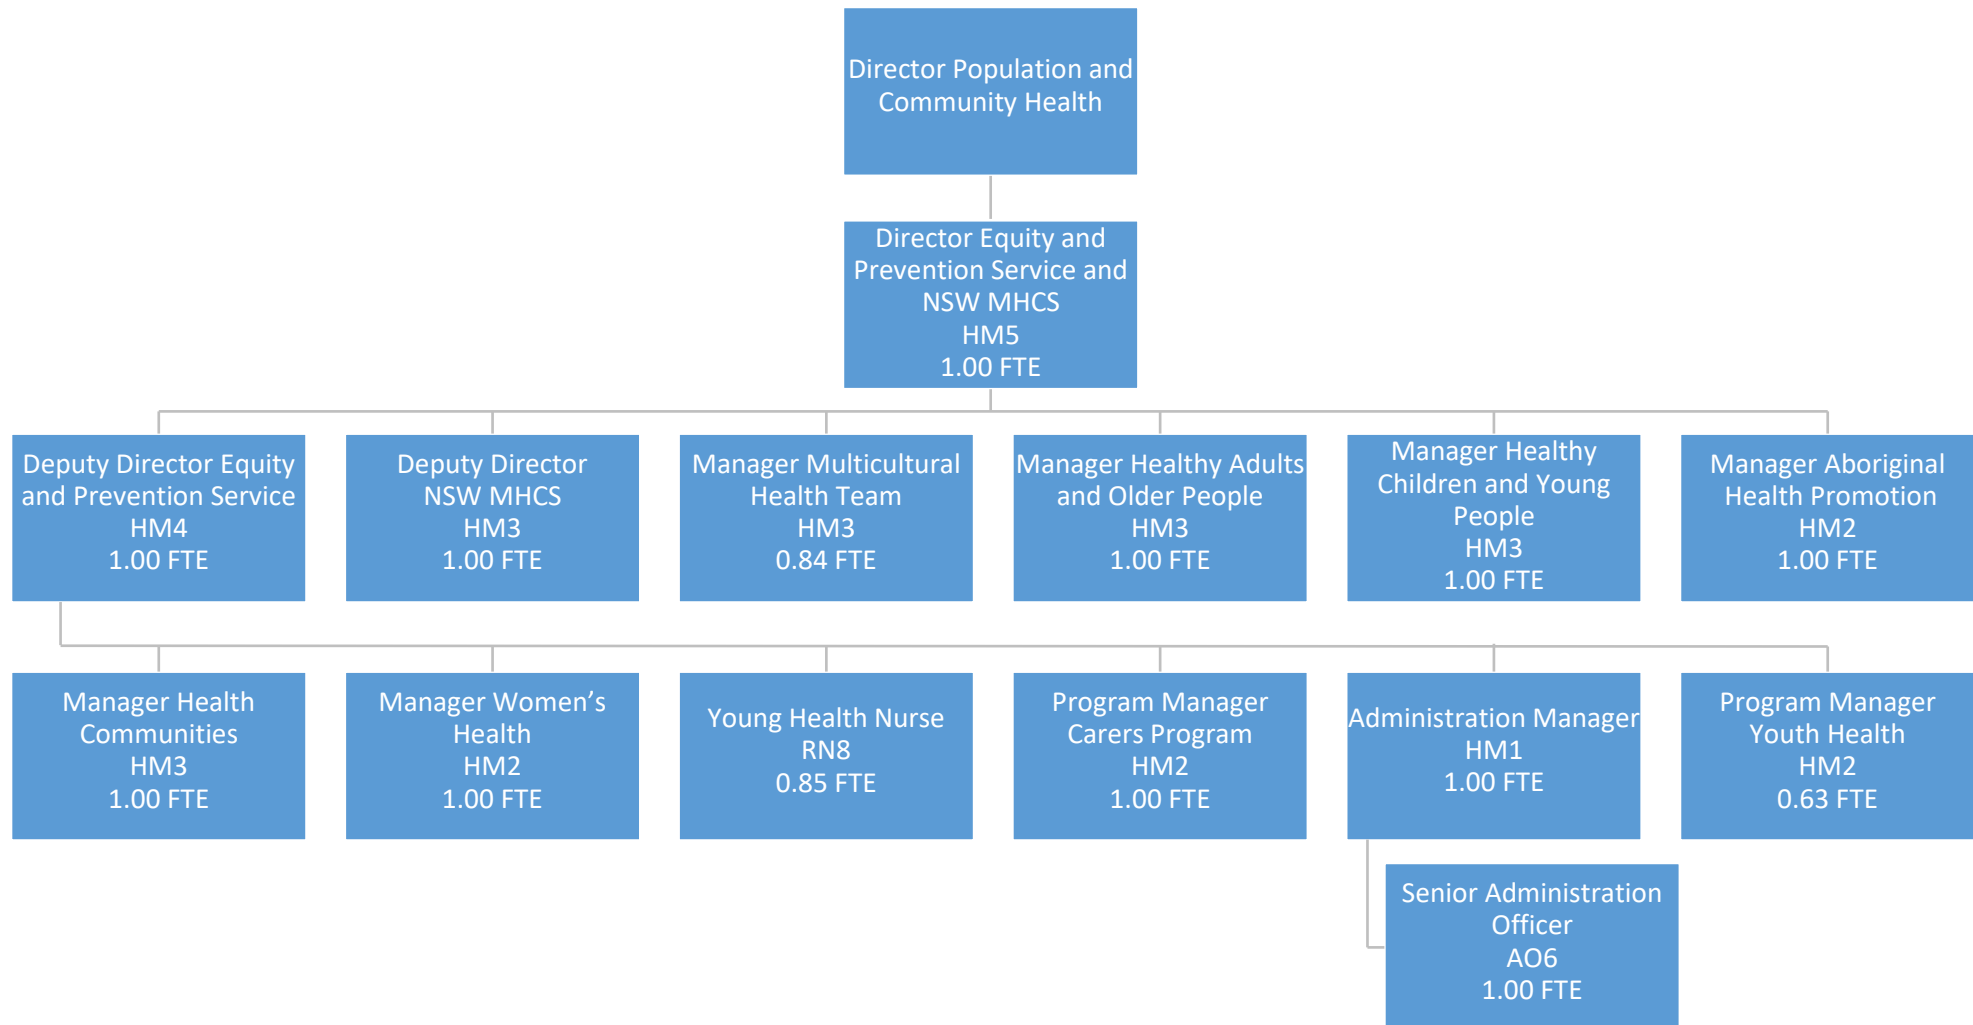 Director Population and
Community Health
Director Equity and
Prevention Service and
NSW MHCS
HM5
1.00 FTE
Deputy Director Equity
and Prevention Service
HM4
1.00 FTE
Deputy Director
NSW MHCS
HM3
1.00 FTE
Manager Multicultural
Health Team
HM3
0.84 FTE
Manager Healthy Adults
and Older People
HM3
1.00 FTE
Manager Healthy
Children and Young
People
HM3
1.00 FTE
Manager Aboriginal
Health Promotion
HM2
1.00 FTE
Manager Health
Communities
HM3
1.00 FTE
Manager Women’s
Health
HM2
1.00 FTE
Young Health Nurse
RN8
0.85 FTE
Program Manager
Carers Program
HM2
1.00 FTE
Administration Manager
HM1
1.00 FTE
Program Manager
Youth Health
HM2
0.63 FTE
Senior Administration
Officer
AO6
1.00 FTE